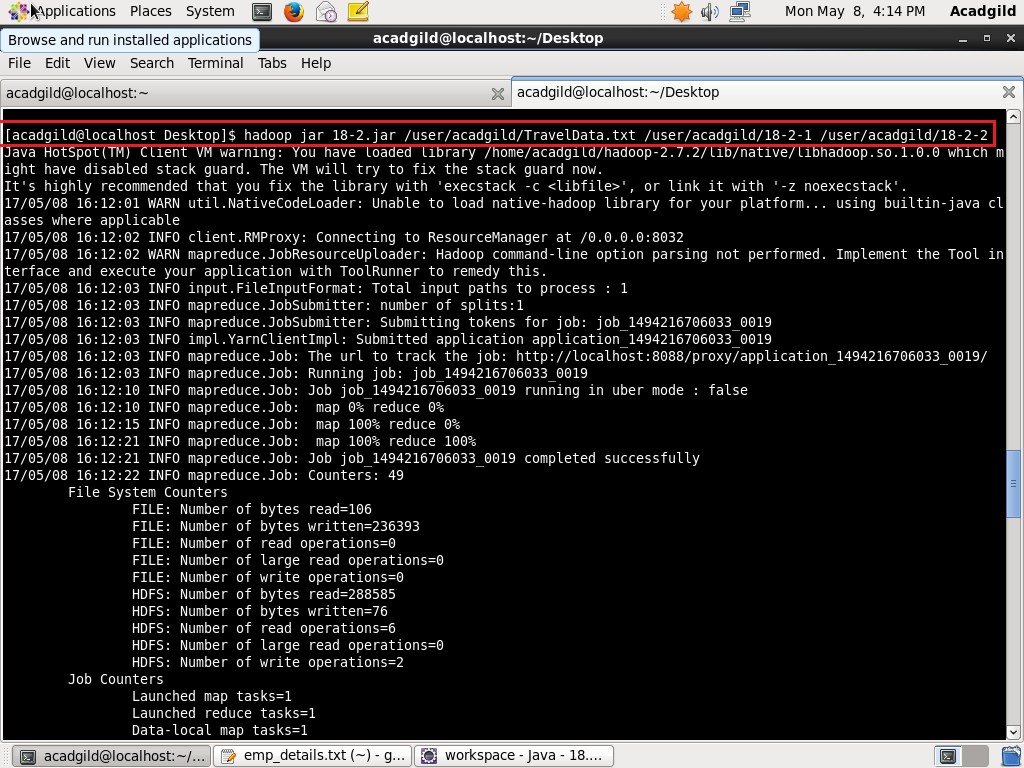 Applications Places System
Mon May 8, 4:14 PM Acadgild
Browse and run installed applications
acadgild@localhost:~/Desktop
File Edit View Search Terminal Tabs Help
acadgild@localhost:~
acadgild@localhost:~/Desktop
[acadgild@localhost Desktop]$ hadoop jar 18-2.jar /user/acadgild/TravelData.txt /user/acadgild/18-2-1 /user/acadgild/18-2-2
Java HotSpot(TM) Client VM warning: You have loaded library /home/acadgild/hadoop-2.7.2/lib/native/libhadoop.so.1.0.0 which m
ight have disabled stack guard. The VM will try to fix the stack guard now.
It's highly recommended that you fix the library with 'execstack -c <libfile>', or link it with '-z noexecstack'.
17/05/08 16:12:01 WARN util.NativeCodeLoader: Unable to load native-hadoop library for your platform... using builtin-java cl
asses where applicable
17/05/08 16:12:02 INFO client.RMProxy: Connecting to ResourceManager at /0.0.0.0:8032
17/05/08 16:12:02 WARN mapreduce.JobResourceUploader: Hadoop command-line option parsing not performed. Implement the Tool in
terface and execute your application with ToolRunner to remedy this.
17/05/08 16:12:03 INFO input.FileInputFormat: Total input paths to process : 1
17/05/08 16:12:03 INFO mapreduce.JobSubmitter: number of splits:1
17/05/08 16:12:03 INFO mapreduce.JobSubmitter: Submitting tokens for job: job_1494216706033_0019
17/05/08 16:12:03 INFO impl.YarnClientImpl: Submitted application application_1494216706033_0019
17/05/08 16:12:03 INFO mapreduce.Job: The url to track the job: http://localhost:8088/proxy/application_1494216706033_0019/
17/05/08 16:12:03 INFO mapreduce.Job: Running job: job_1494216706033_0019
17/05/08 16:12:10 INFO mapreduce.Job: Job job_1494216706033_0019 running in uber mode : false
17/05/08 16:12:10 INFO mapreduce.Job:  map 0% reduce 0%
17/05/08 16:12:15 INFO mapreduce.Job:  map 100% reduce 0%
17/05/08 16:12:21 INFO mapreduce.Job:  map 100% reduce 100%
17/05/08 16:12:21 INFO mapreduce.Job: Job job_1494216706033_0019 completed successfully
17/05/08 16:12:22 INFO mapreduce.Job: Counters: 49
File System Counters
FILE: Number of bytes read=106
FILE: Number of bytes written=236393
FILE: Number of read operations=0
FILE: Number of large read operations=0
FILE: Number of write operations=0
HDFS: Number of bytes read=288585
HDFS: Number of bytes written=76
HDFS: Number of read operations=6
HDFS: Number of large read operations=0
HDFS: Number of write operations=2
Job Counters
Launched map tasks=1
Launched reduce tasks=1
Data-local map tasks=1
acadgild@localhost:~/...
emp_details.txt (~) - g...
workspace - Java - 18....